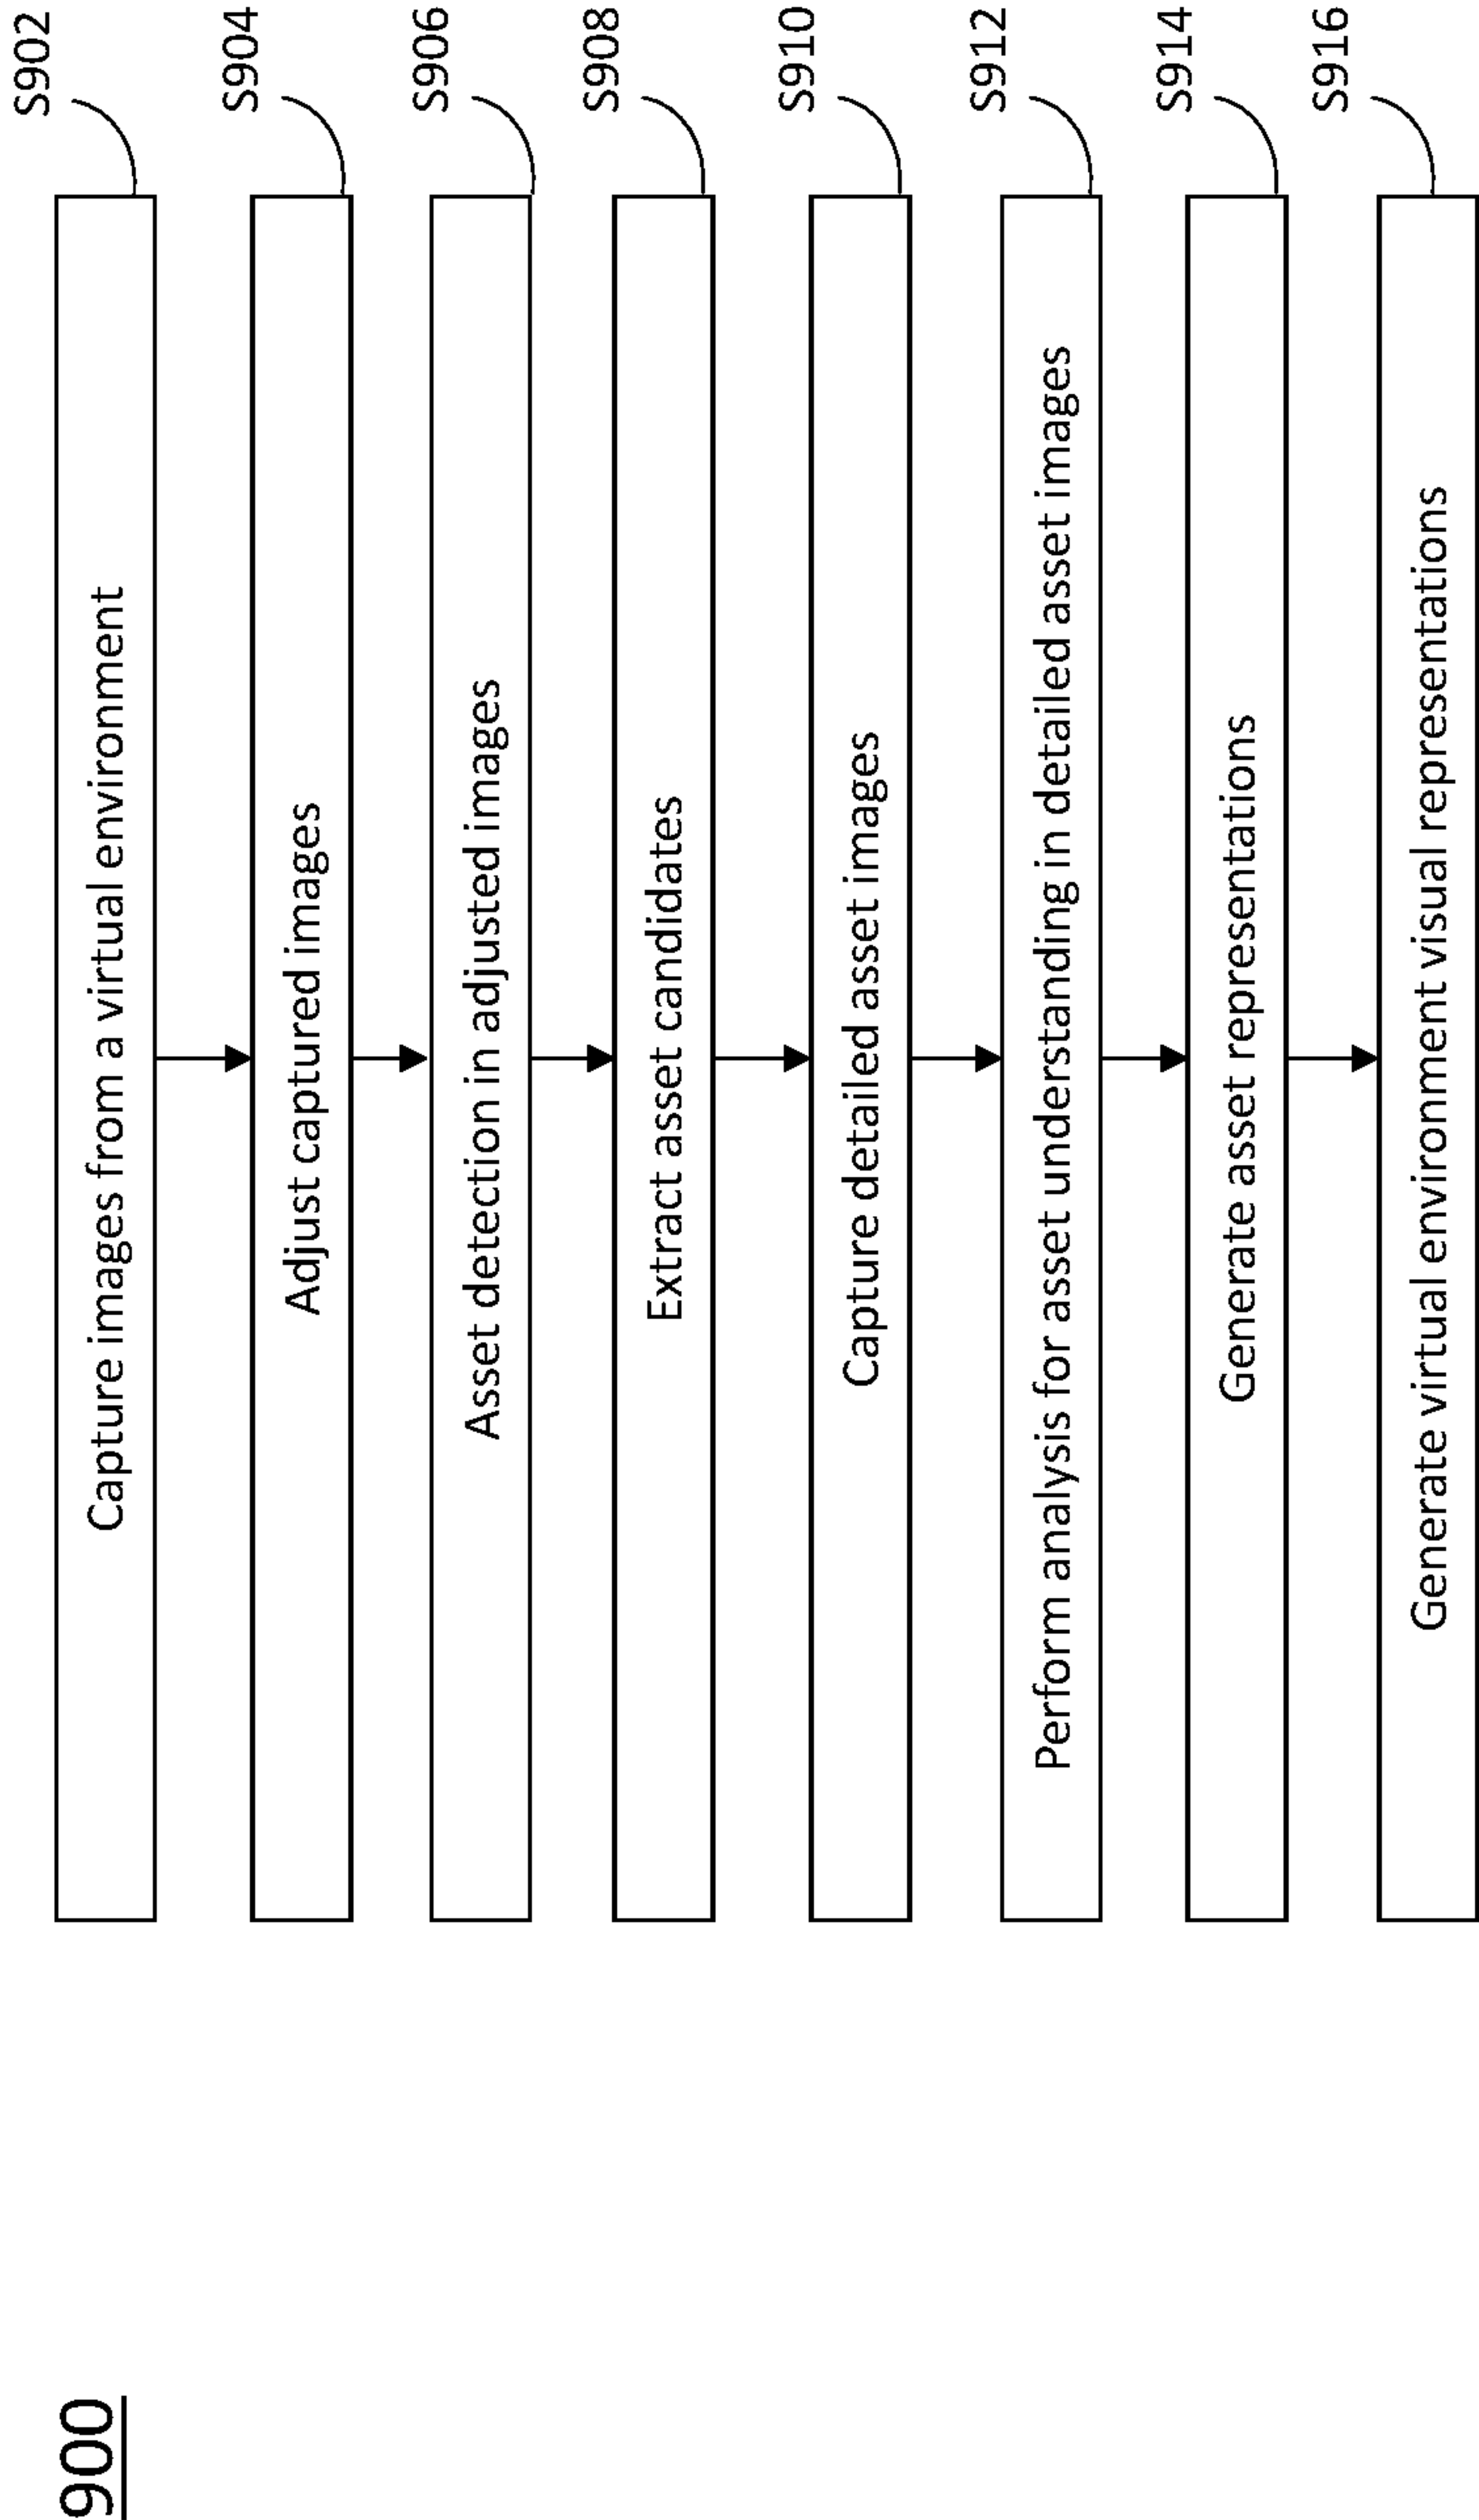 900
Capture images from a virtual environment
S902
Adjust captured images
S904
Asset detection in adjusted images
S906
Extract asset candidates
S908
Capture detailed asset images
S910
Perform analysis for asset understanding in detailed asset images
S912
Generate asset representations
S914
Generate virtual environment visual representations
S916